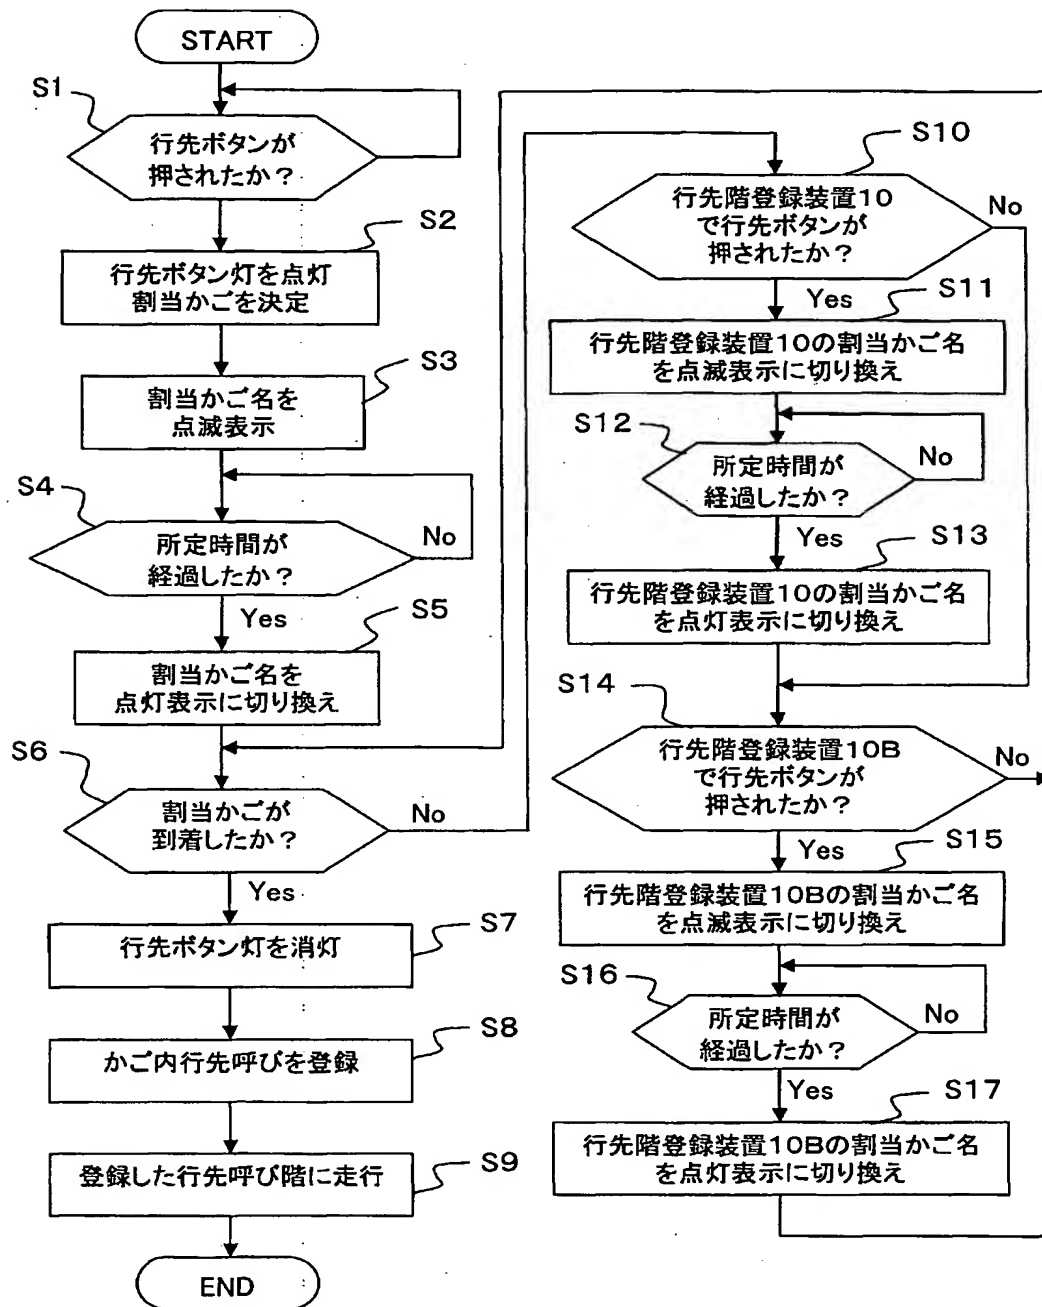 START
S1
行先ボタンが
押されたか？
S2
行先ボタン灯を点灯
割当かごを決定
S3
割当かご名を
点滅表示
S4
所定時間が
経過したか？
No
Yes
S5
割当かご名を
点灯表示に切り換え
S6
割当かごが
到着したか？
No
Yes
S7
行先ボタン灯を消灯
S8
かご内行先呼びを登録
S9
登録した行先呼び階に走行
END
S10
行先階登録装置10
で行先ボタンが
押されたか？
No
Yes
S11
行先階登録装置10の割当かご名
を点滅表示に切り換え
S12
所定時間が
経過したか？
No
Yes
S13
行先階登録装置10の割当かご名
を点灯表示に切り換え
S14
行先階登録装置10B
で行先ボタンが
押されたか？
No
Yes
S15
行先階登録装置10Bの割当かご名
を点滅表示に切り換え
S16
所定時間が
経過したか？
No
Yes
S17
行先階登録装置10Bの割当かご名
を点灯表示に切り換え